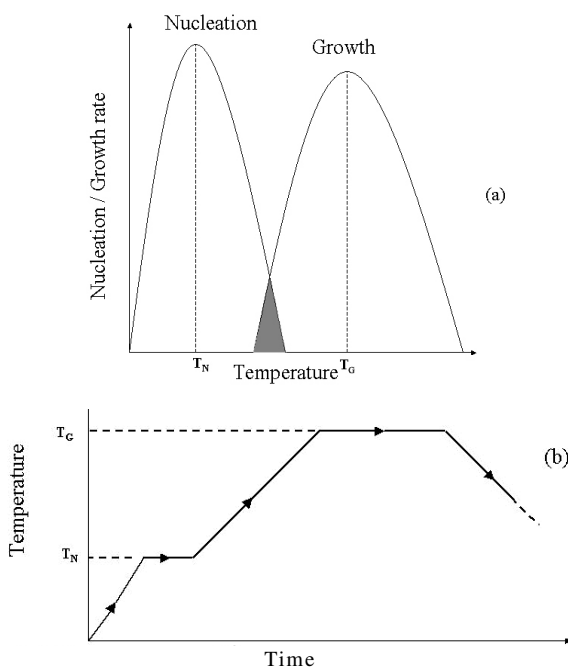 Nucleation
Growth
Nucleation / Growth rate
(a)
T_N
Temperature
T_G
T_G
(b)
Temperature
T_N
Time